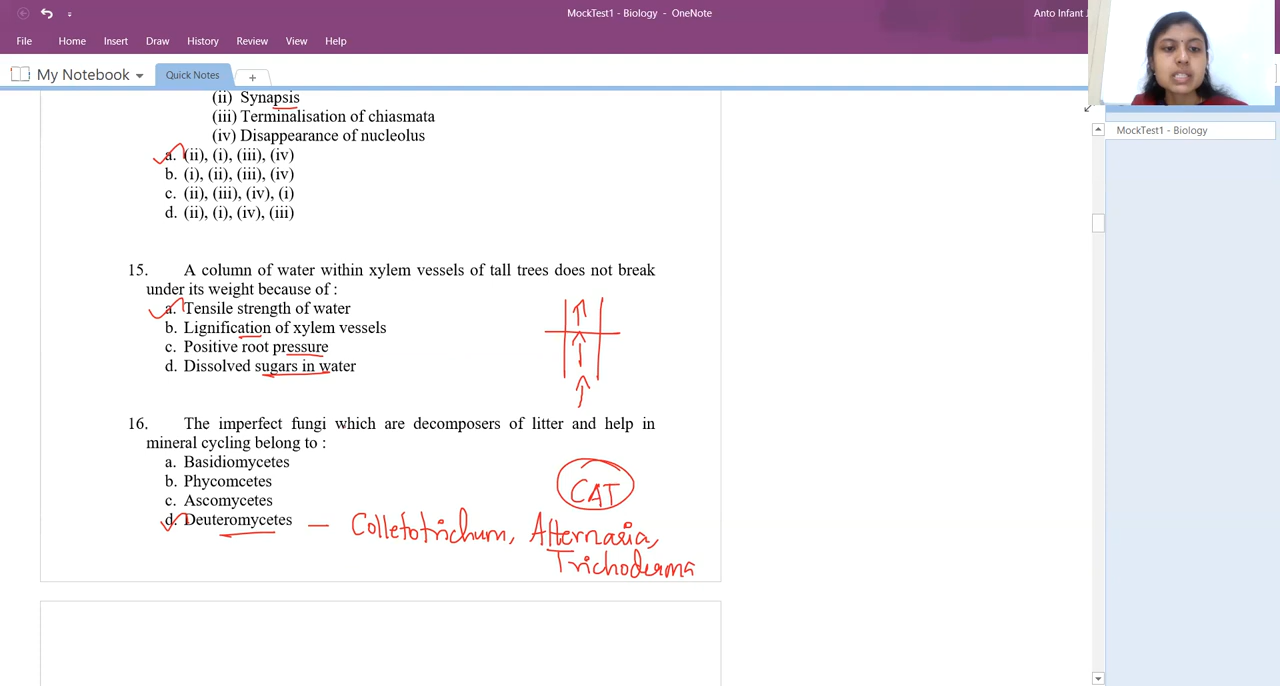 MockTest1 - Biology - OneNote
Anto Infant J
File Home Insert Draw History Review View Help
My Notebook Quick Notes +
MockTest1 - Biology
(ii) Synapsis
(iii) Terminalisation of chiasmata
(iv) Disappearance of nucleolus
a. (ii), (i), (iii), (iv)
b. (i), (ii), (iii), (iv)
c. (ii), (iii), (iv), (i)
d. (ii), (i), (iv), (iii)
15. A column of water within xylem vessels of tall trees does not break
under its weight because of :
a. Tensile strength of water
b. Lignification of xylem vessels
c. Positive root pressure
d. Dissolved sugars in water
16. The imperfect fungi which are decomposers of litter and help in
mineral cycling belong to :
a. Basidiomycetes
b. Phycomcetes
c. Ascomycetes
CAT
d. Deuteromycetes — Colletotrichum, Alternaria,
Trichoderma